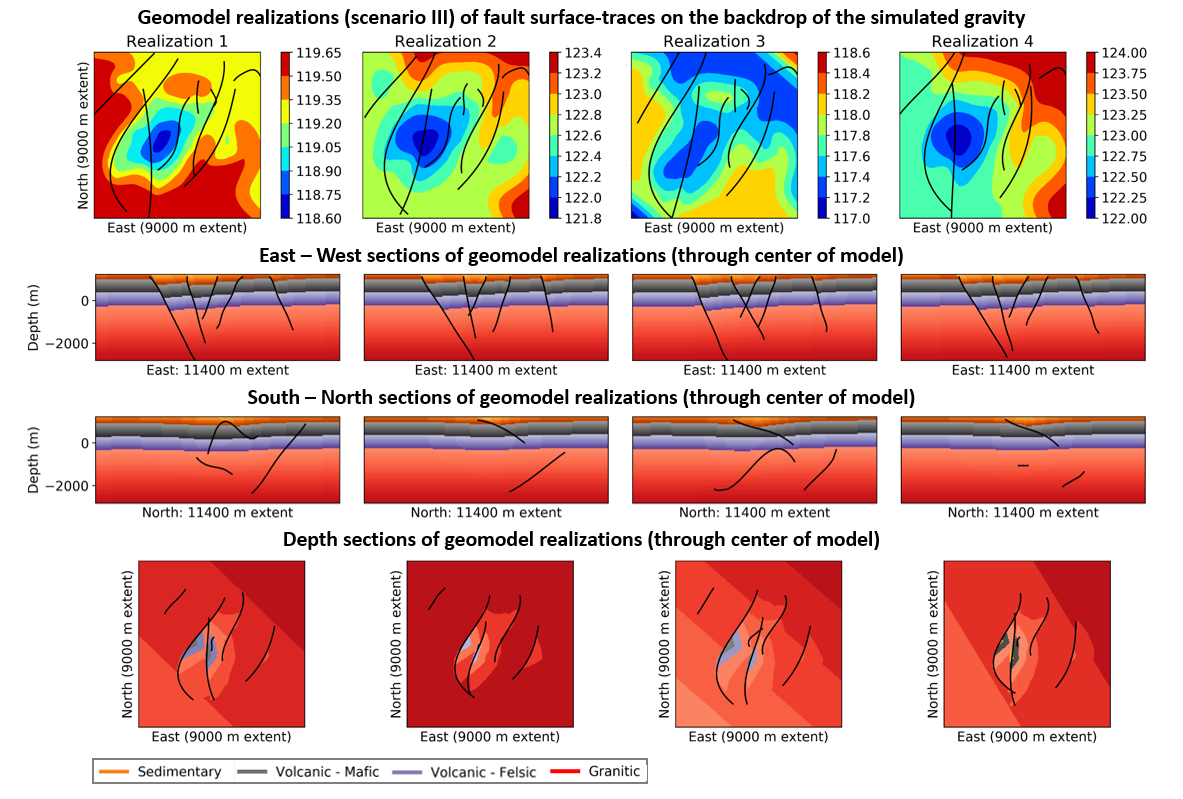 Geomodel realizations (scenario III) of fault surface-traces on the backdrop of the simulated gravity
Realization 1
Realization 2
Realization 3
Realization 4
North (9000 m extent)
119.65
119.50
119.35
119.20
119.05
118.90
118.75
118.60
123.4
123.2
123.0
122.8
122.6
122.4
122.2
122.0
121.8
118.6
118.4
118.2
118.0
117.8
117.6
117.4
117.2
117.0
124.00
123.75
123.50
123.25
123.00
122.75
122.50
122.25
122.00
East (9000 m extent)
East (9000 m extent)
East (9000 m extent)
East (9000 m extent)
East – West sections of geomodel realizations (through center of model)
Depth (m)
0
−2000
East: 11400 m extent
East: 11400 m extent
East: 11400 m extent
East: 11400 m extent
South – North sections of geomodel realizations (through center of model)
Depth (m)
0
−2000
North: 11400 m extent
North: 11400 m extent
North: 11400 m extent
North: 11400 m extent
Depth sections of geomodel realizations (through center of model)
North (9000 m extent)
North (9000 m extent)
North (9000 m extent)
North (9000 m extent)
East (9000 m extent)
East (9000 m extent)
East (9000 m extent)
East (9000 m extent)
Sedimentary
Volcanic - Mafic
Volcanic - Felsic
Granitic